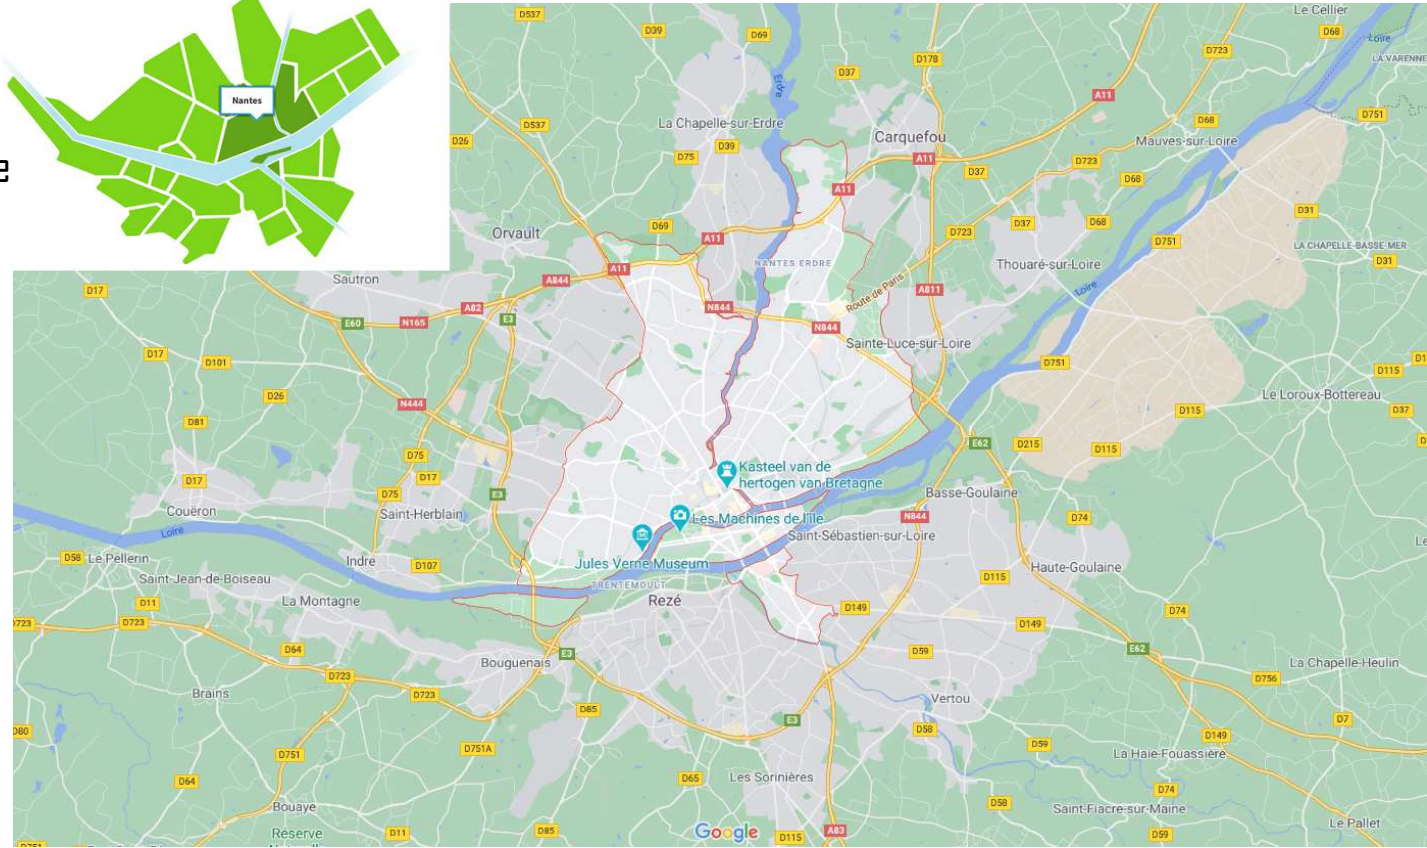 D537
D39
D69
Le Cellier
D68
Loire
LA VARENNE
D723
D178
D37
Erdre
A11
Nantes
D751
D68
D537
La Chapelle-sur-Erdre
Carquefou
D26
D39
D75
Mauves-sur-Loire
A11
D723
D37
D68
e
A11
D31
D69
D37
D68
Orvault
D723
A11
D751
LA CHAPELLE-BASSE-MER
NANTES ERDRE
D31
Thouaré-sur-Loire
A11
Sautron
A844
Route de Paris
D17
A811
Loire
A82
N844
E3
E60
N165
N844
Sainte-Luce-sur-Loire
D17
D101
D751
D115
D26
Le Loroux-Bottereau
N444
D115
D37
D81
E62
D215
D115
D75
Kasteel van de
hertogen van Bretagne
D17
D17
D75
E3
Basse-Goulaine
Couëron
Saint-Herblain
Les Machines de l'île
N844
D74
Loire
Saint-Sébastien-sur-Loire
D58
Le Pellerin
Indre
D107
Jules Verne Museum
Haute-Goulaine
Saint-Jean-de-Boiseau
TRENTEMOULT
D115
La Montagne
Rezé
D11
D149
D74
D723
D723
D149
D64
D59
E62
Bouguenais
E3
La Chapelle-Heulin
D723
D756
Brains
D723
Vertou
D85
E3
D7
D80
D58
D149
D751A
D59
D751
La Haie-Fouassière
D64
D65
Les Sorinières
D74
Bouaye
D58
Saint-Fiacre-sur-Maine
Le Pallet
Réserve
D11
D85
Google
D115
A83
D59